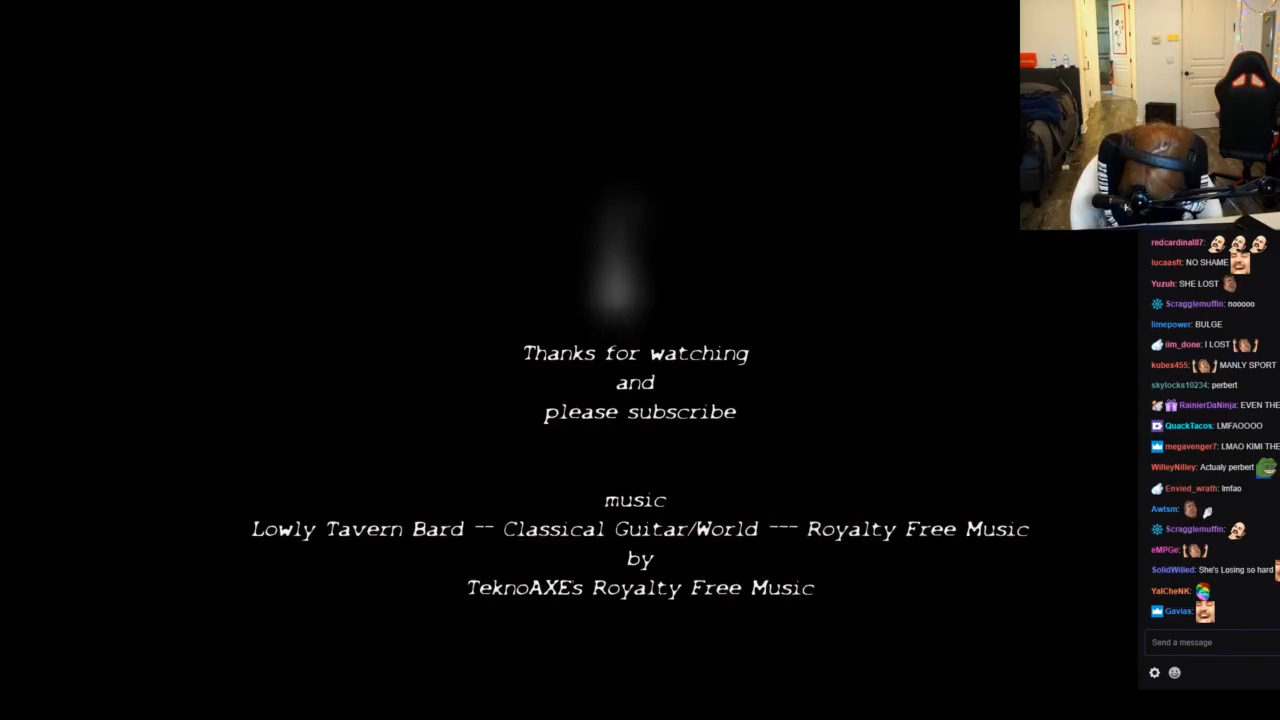 Thanks for watching
and
please subscribe
music
Lowly Tavern Bard -- Classical Guitar/World --- Royalty Free Music
by
TeknoAXE's Royalty Free Music
redcardinal87:
lucaasft: NO SHAME
Yuzuh: SHE LOST
Scragglemuffin: nooooo
limepower: BULGE
iim_done: I LOST
kubex455: MANLY SPORT
skylocks10234: perbert
RainierDaNinja: EVEN THE
QuackTacos: LMFAOOOO
megavenger7: LMAO KIMI THE
WilleyNilley: Actualy perbert
Envied_wrath: lmfao
Awtsm:
Scragglemuffin:
eMPGe:
SolidWilled: She's Losing so hard
YalCheNK:
Gavias:
Send a message